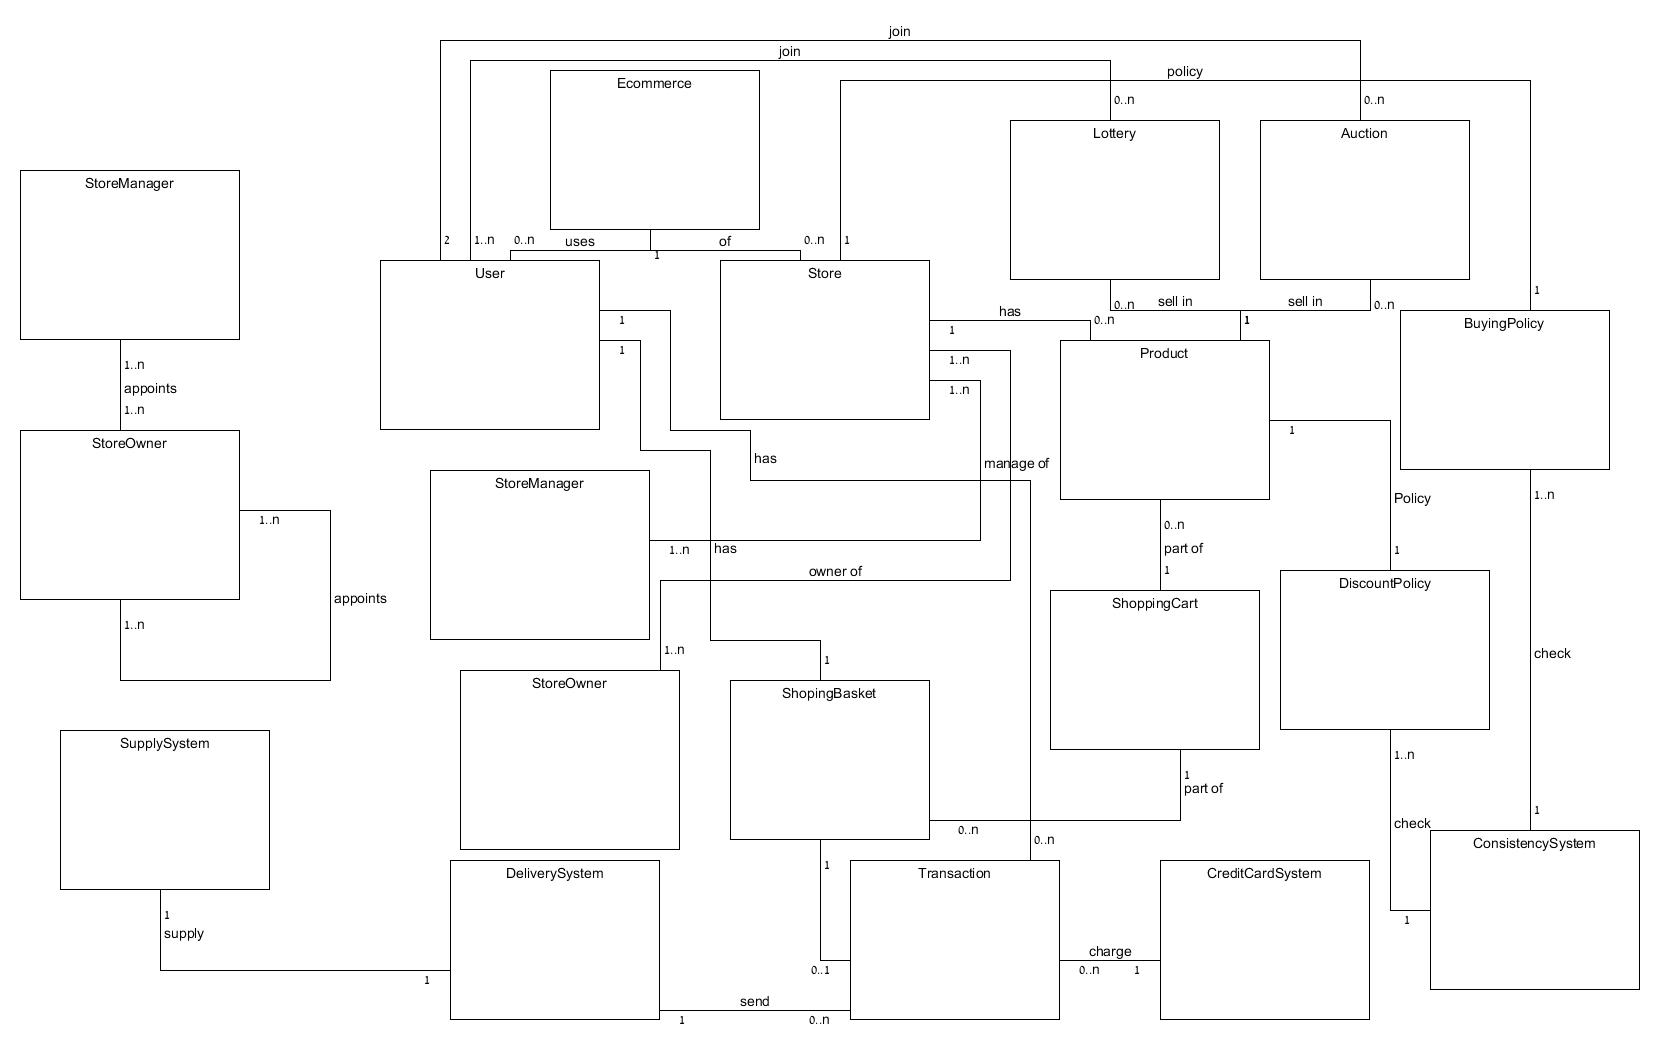 join
join
Ecommerce
policy
0..n
0..n
Lottery
Auction
StoreManager
2
1..n
0..n
uses
of
0..n
1
1
User
Store
1
0..n
sell in
sell in
0..n
has
1
1
0..n
1
BuyingPolicy
1
1..n
Product
1..n
1..n
appoints
1..n
StoreOwner
1
has
manage of
StoreManager
Policy
1..n
1..n
0..n
1..n
has
part of
1
owner of
1
DiscountPolicy
appoints
ShoppingCart
1..n
1..n
1
check
StoreOwner
ShopingBasket
SupplySystem
1..n
1
part of
1
0..n
check
0..n
ConsistencySystem
1
DeliverySystem
Transaction
CreditCardSystem
1
1
supply
charge
0..1
0..n
1
1
send
1
0..n